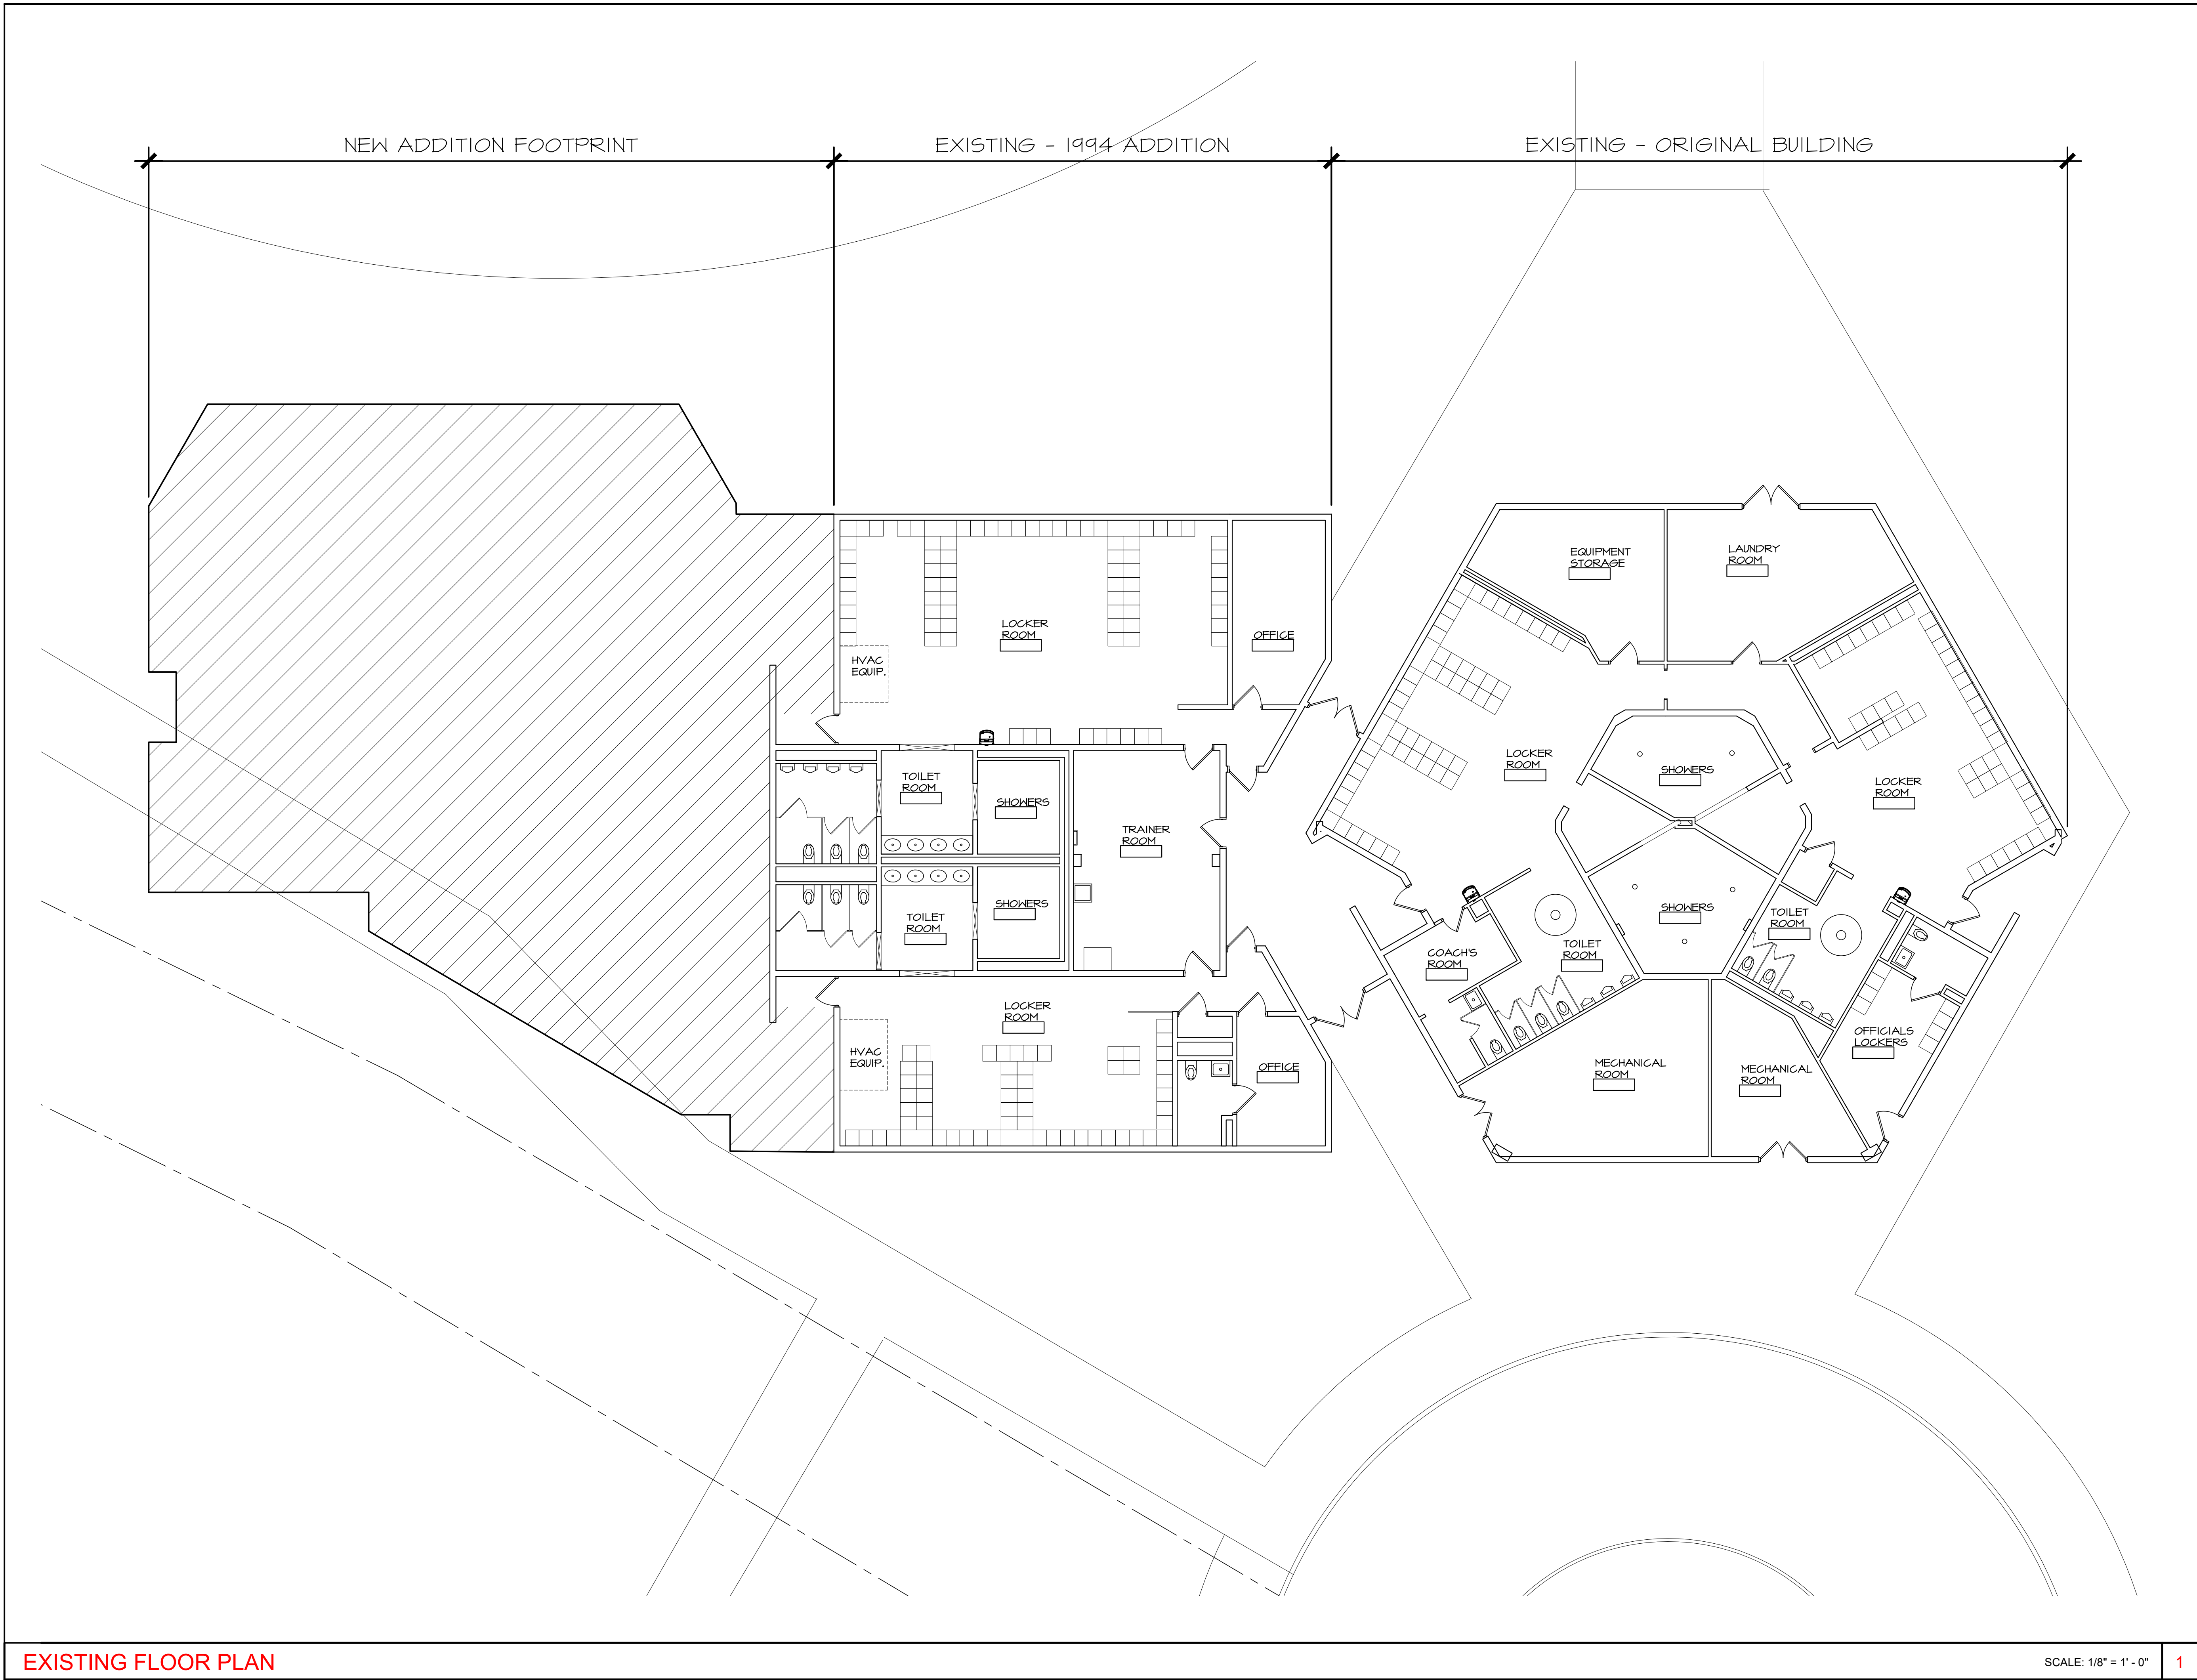 NEW ADDITION FOOTPRINT
EXISTING - 1994 ADDITION
EXISTING - ORIGINAL BUILDING
EQUIPMENT
STORAGE
LAUNDRY
ROOM
LOCKER
ROOM
OFFICE
HVAC
EQUIP.
LOCKER
ROOM
SHOWERS
LOCKER
ROOM
TOILET
ROOM
SHOWERS
TRAINER
ROOM
SHOWERS
TOILET
ROOM
SHOWERS
TOILET
ROOM
COACH'S
ROOM
TOILET
ROOM
LOCKER
ROOM
HVAC
EQUIP.
OFFICE
MECHANICAL
ROOM
MECHANICAL
ROOM
OFFICIALS
LOCKERS
EXISTING FLOOR PLAN
SCALE: 1/8" = 1' - 0"
1